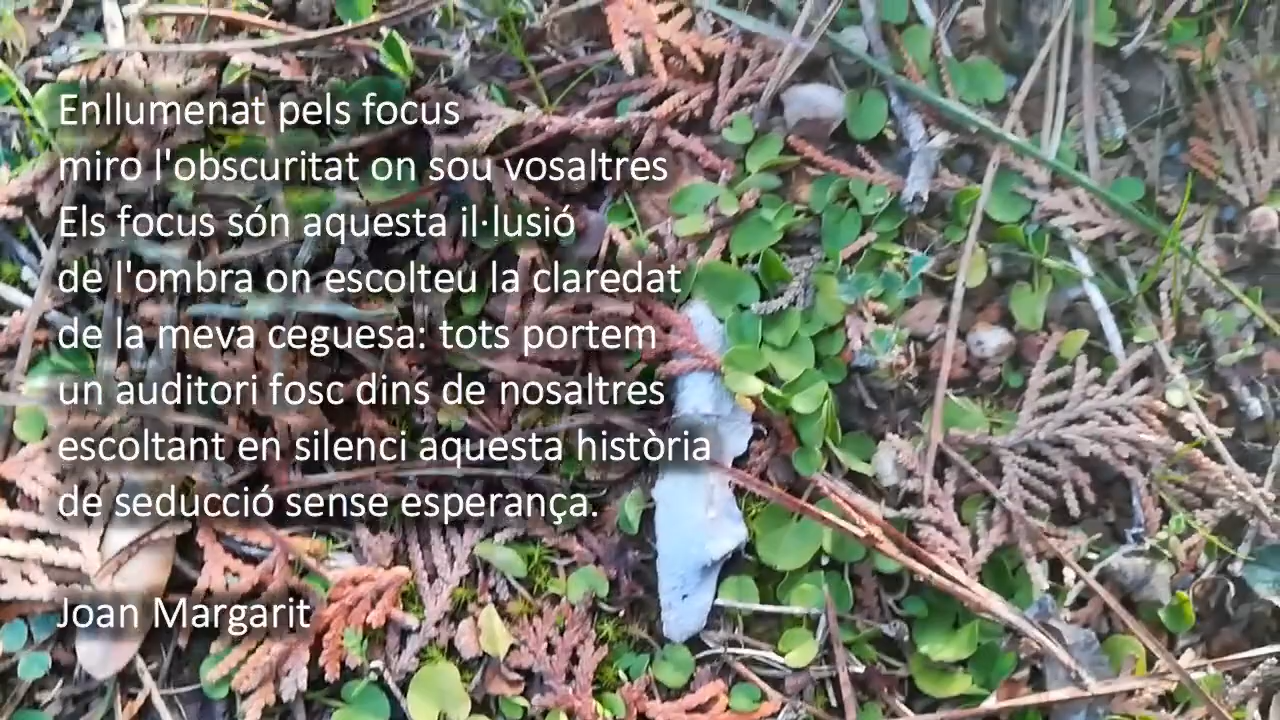 Enllumenat pels focus
miro l'obscuritat on sou vosaltres
Els focus són aquesta il·lusió
de l'ombra on escolteu la claredat
de la meva ceguesa: tots portem
un auditori fosc dins de nosaltres
escoltant en silenci aquesta història
de seducció sense esperança.
Joan Margarit